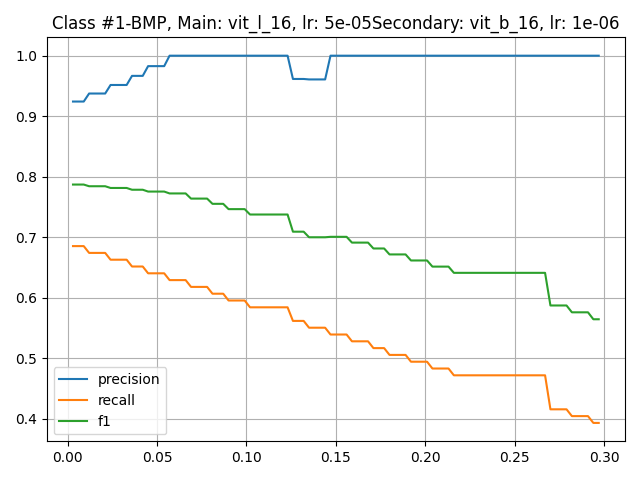 Class #1-BMP, Main: vit_l_16, lr: 5e-05Secondary: vit_b_16, lr: 1e-06
1.0
0.9
0.8
0.7
0.6
0.5
0.4
precision
recall
f1
0.00 0.05 0.10 0.15 0.20 0.25 0.30